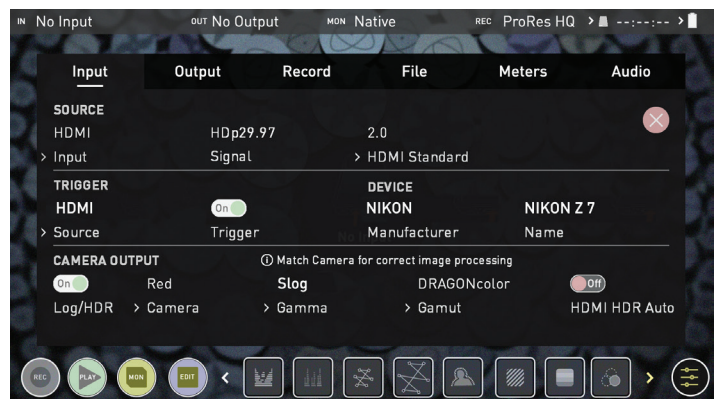 IN No Input OUT No Output MON Native REC ProRes HQ > --:--:-- >
Input Output Record File Meters Audio
SOURCE
HDMI HDp29.97 2.0
> Input Signal > HDMI Standard
TRIGGER DEVICE
HDMI On NIKON NIKON Z 7
> Source Trigger Manufacturer Name
No Input
CAMERA OUTPUT Match Camera for correct image processing
On Red Slog DRAGONcolor Off
Log/HDR > Camera > Gamma > Gamut HDMI HDR Auto
REC PLAY MON EDIT < >